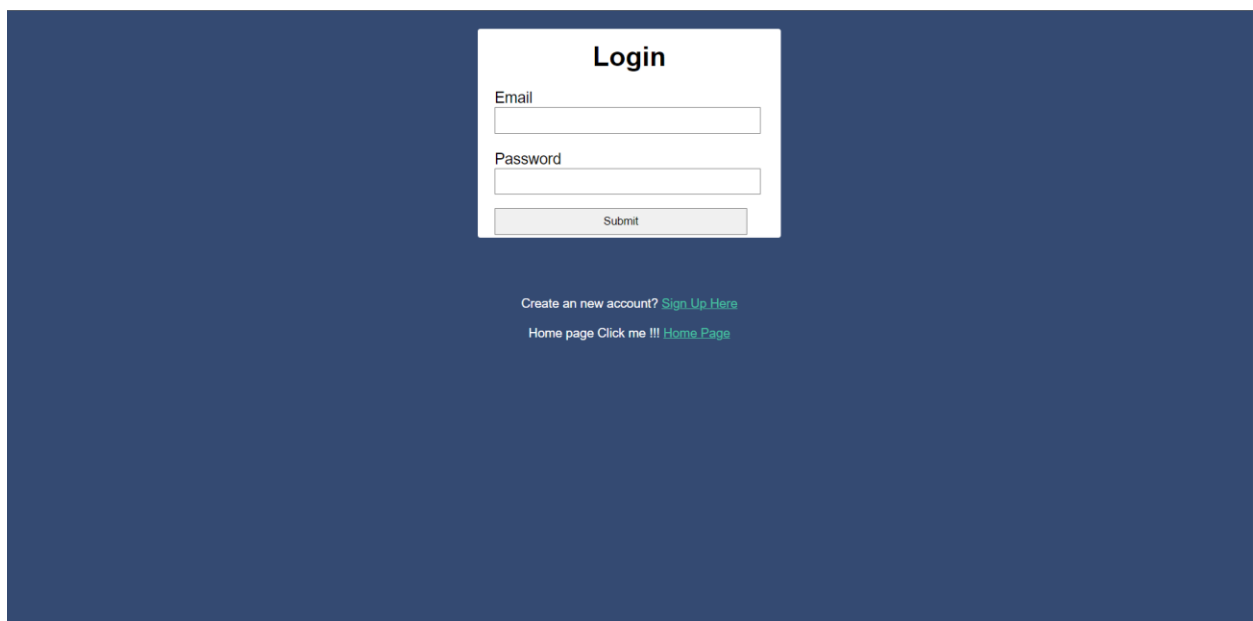 Login
Email
Password
Submit
Create an new account? Sign Up Here
Home page Click me !!! Home Page